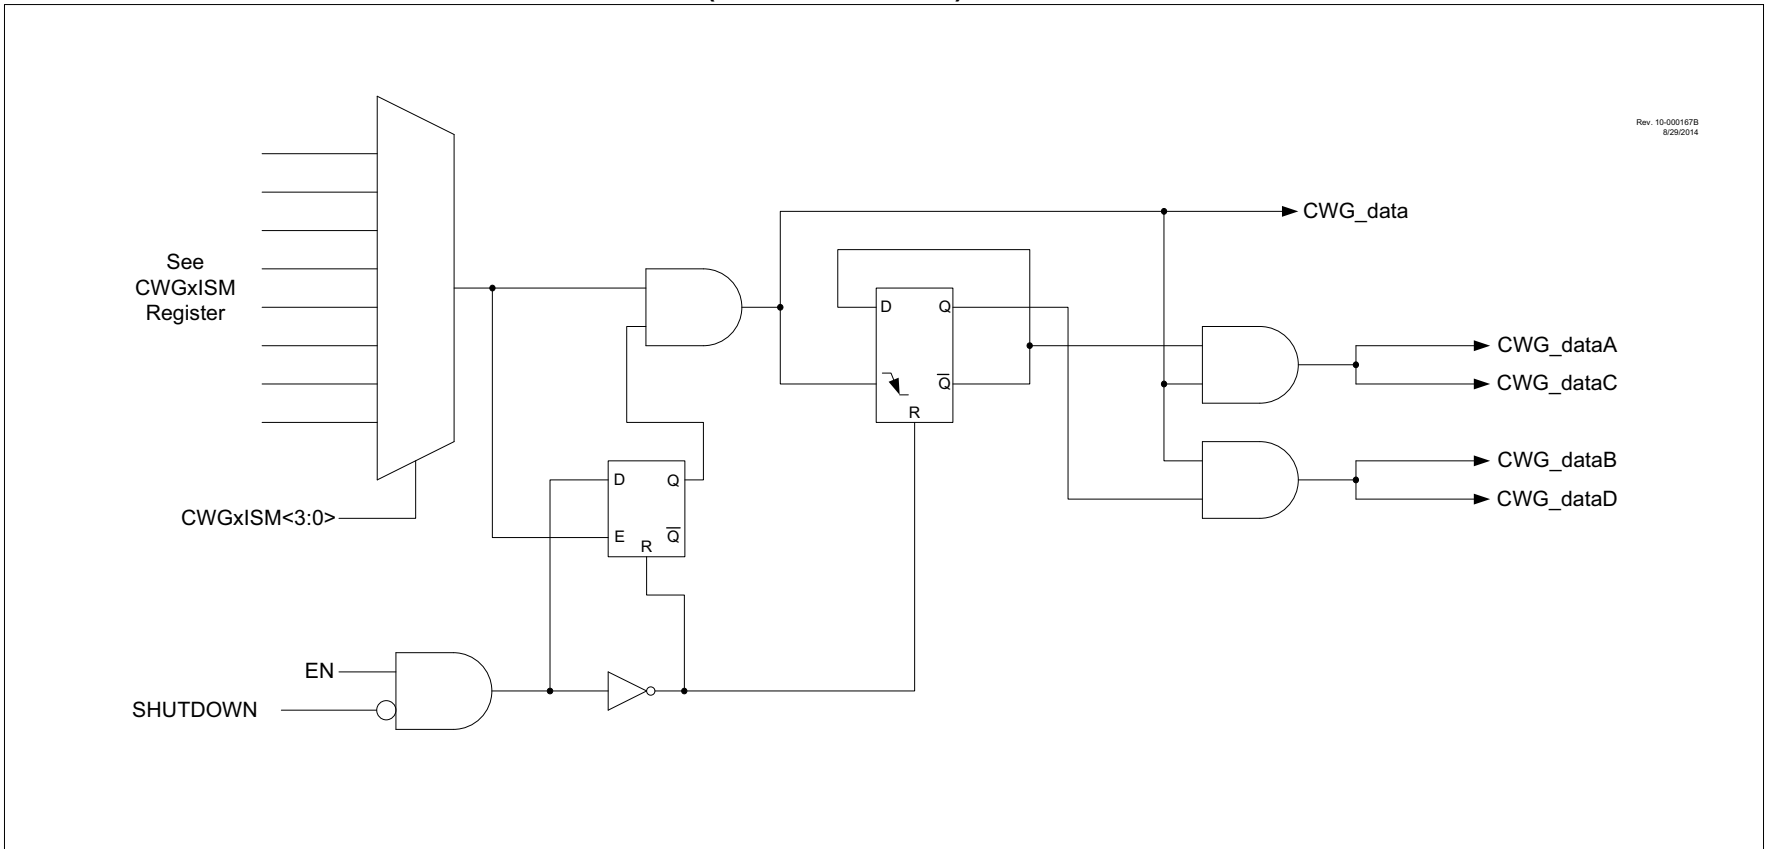 Rev. 10-000167B
8/29/2014
CWG_data
See
CWGxISM
Register
D Q
Q
R
CWG_dataA
CWG_dataC
CWG_dataB
CWG_dataD
D Q
E Q
R
CWGxISM<3:0>
EN
SHUTDOWN